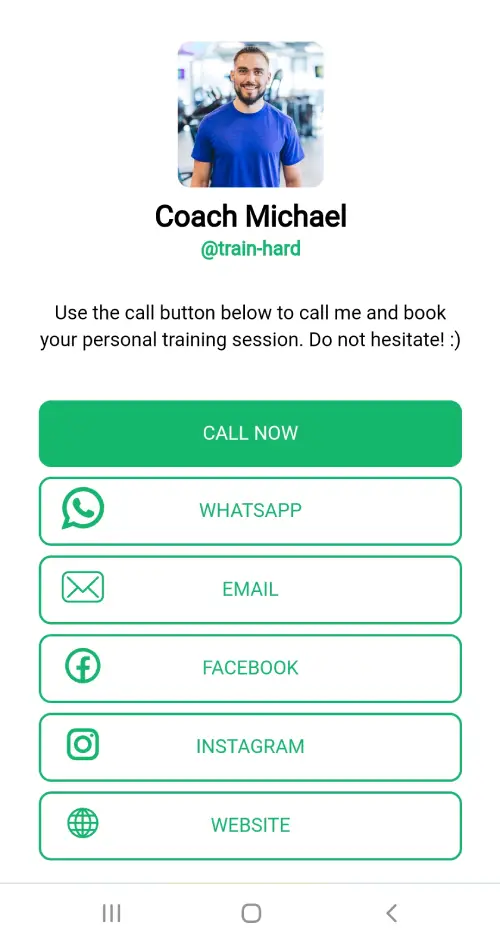 Coach Michael
@train-hard
Use the call button below to call me and book
your personal training session. Do not hesitate! :)
CALL NOW
WHATSAPP
EMAIL
FACEBOOK
INSTAGRAM
WEBSITE